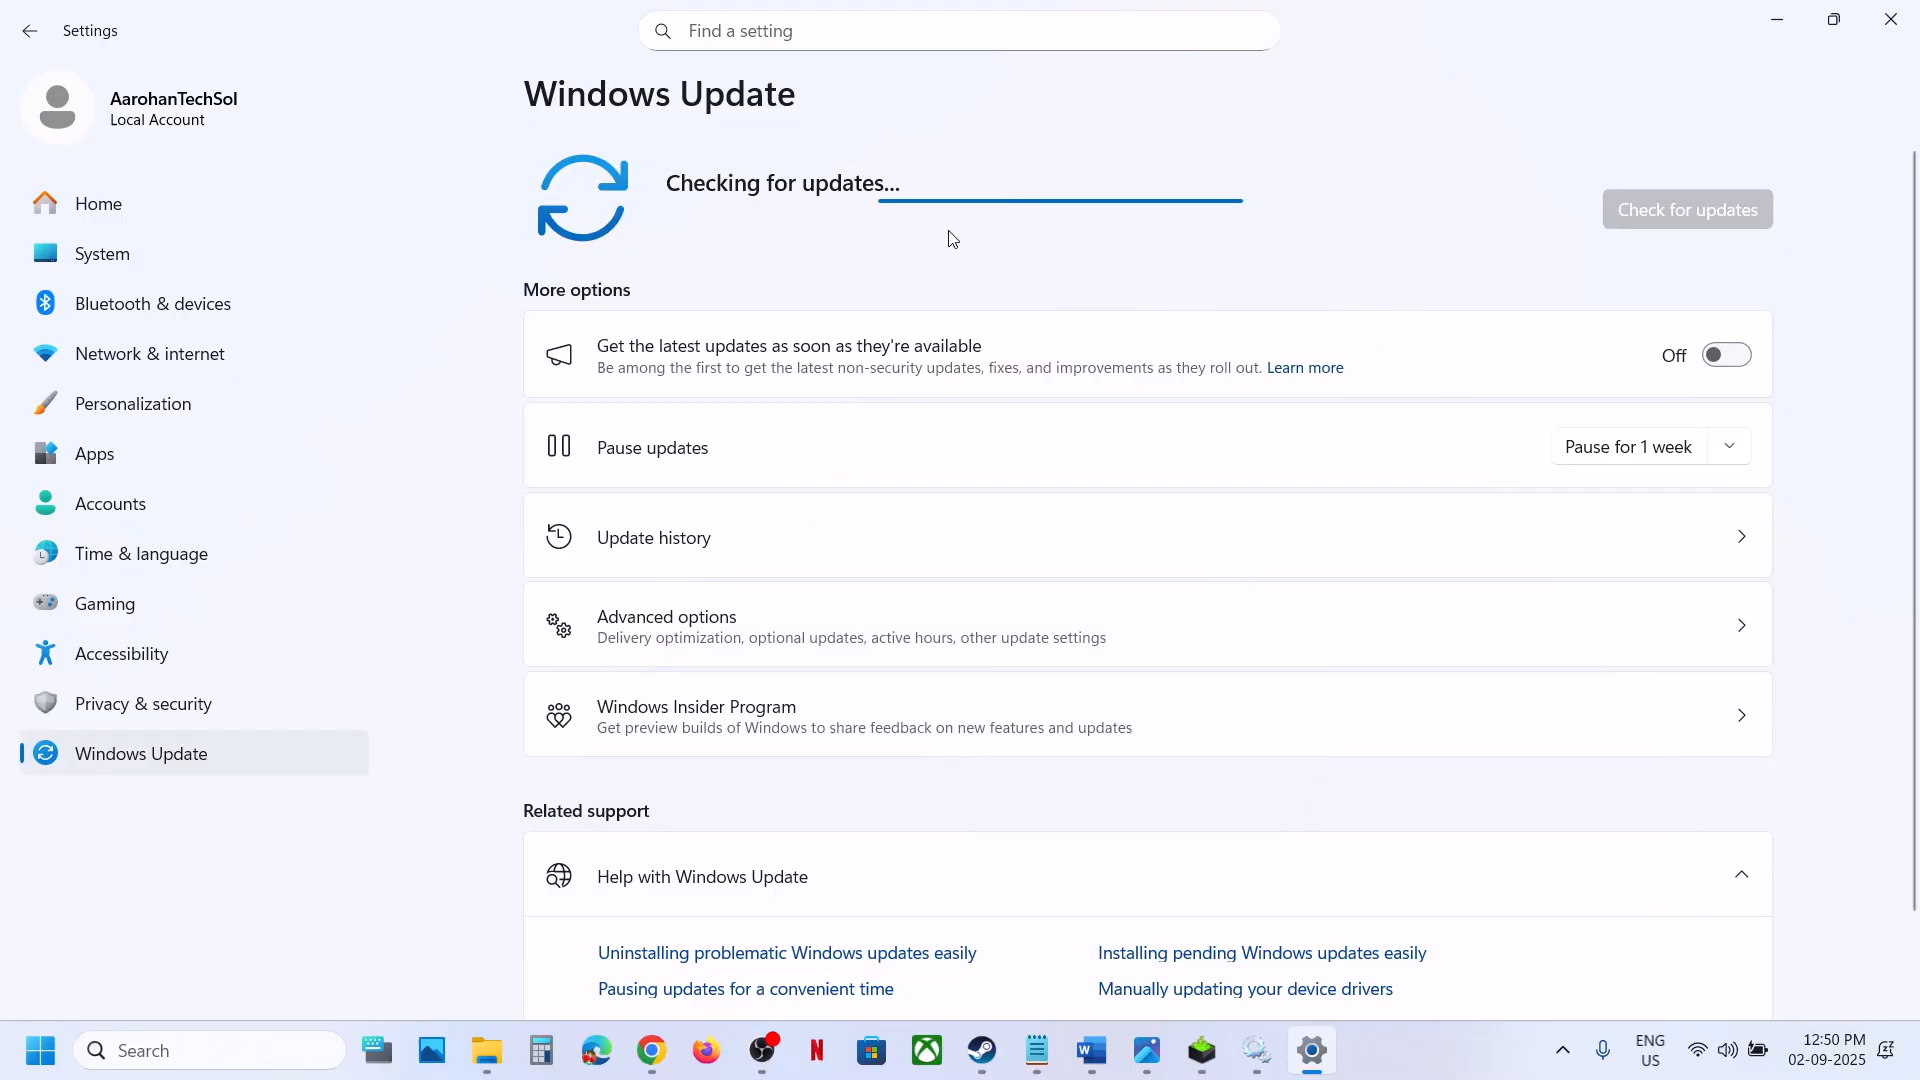 Settings
Find a setting
AarohanTechSol
Local Account
Home
System
Bluetooth & devices
Network & internet
Personalization
Apps
Accounts
Time & language
Gaming
Accessibility
Privacy & security
Windows Update
Windows Update
Checking for updates...
Check for updates
More options
Get the latest updates as soon as they're available
Be among the first to get the latest non-security updates, fixes, and improvements as they roll out. Learn more
Off
Pause updates
Pause for 1 week
Update history
Advanced options
Delivery optimization, optional updates, active hours, other update settings
Windows Insider Program
Get preview builds of Windows to share feedback on new features and updates
Related support
Help with Windows Update
Uninstalling problematic Windows updates easily
Installing pending Windows updates easily
Pausing updates for a convenient time
Manually updating your device drivers
Search
ENG
US
12:50 PM
02-09-2025